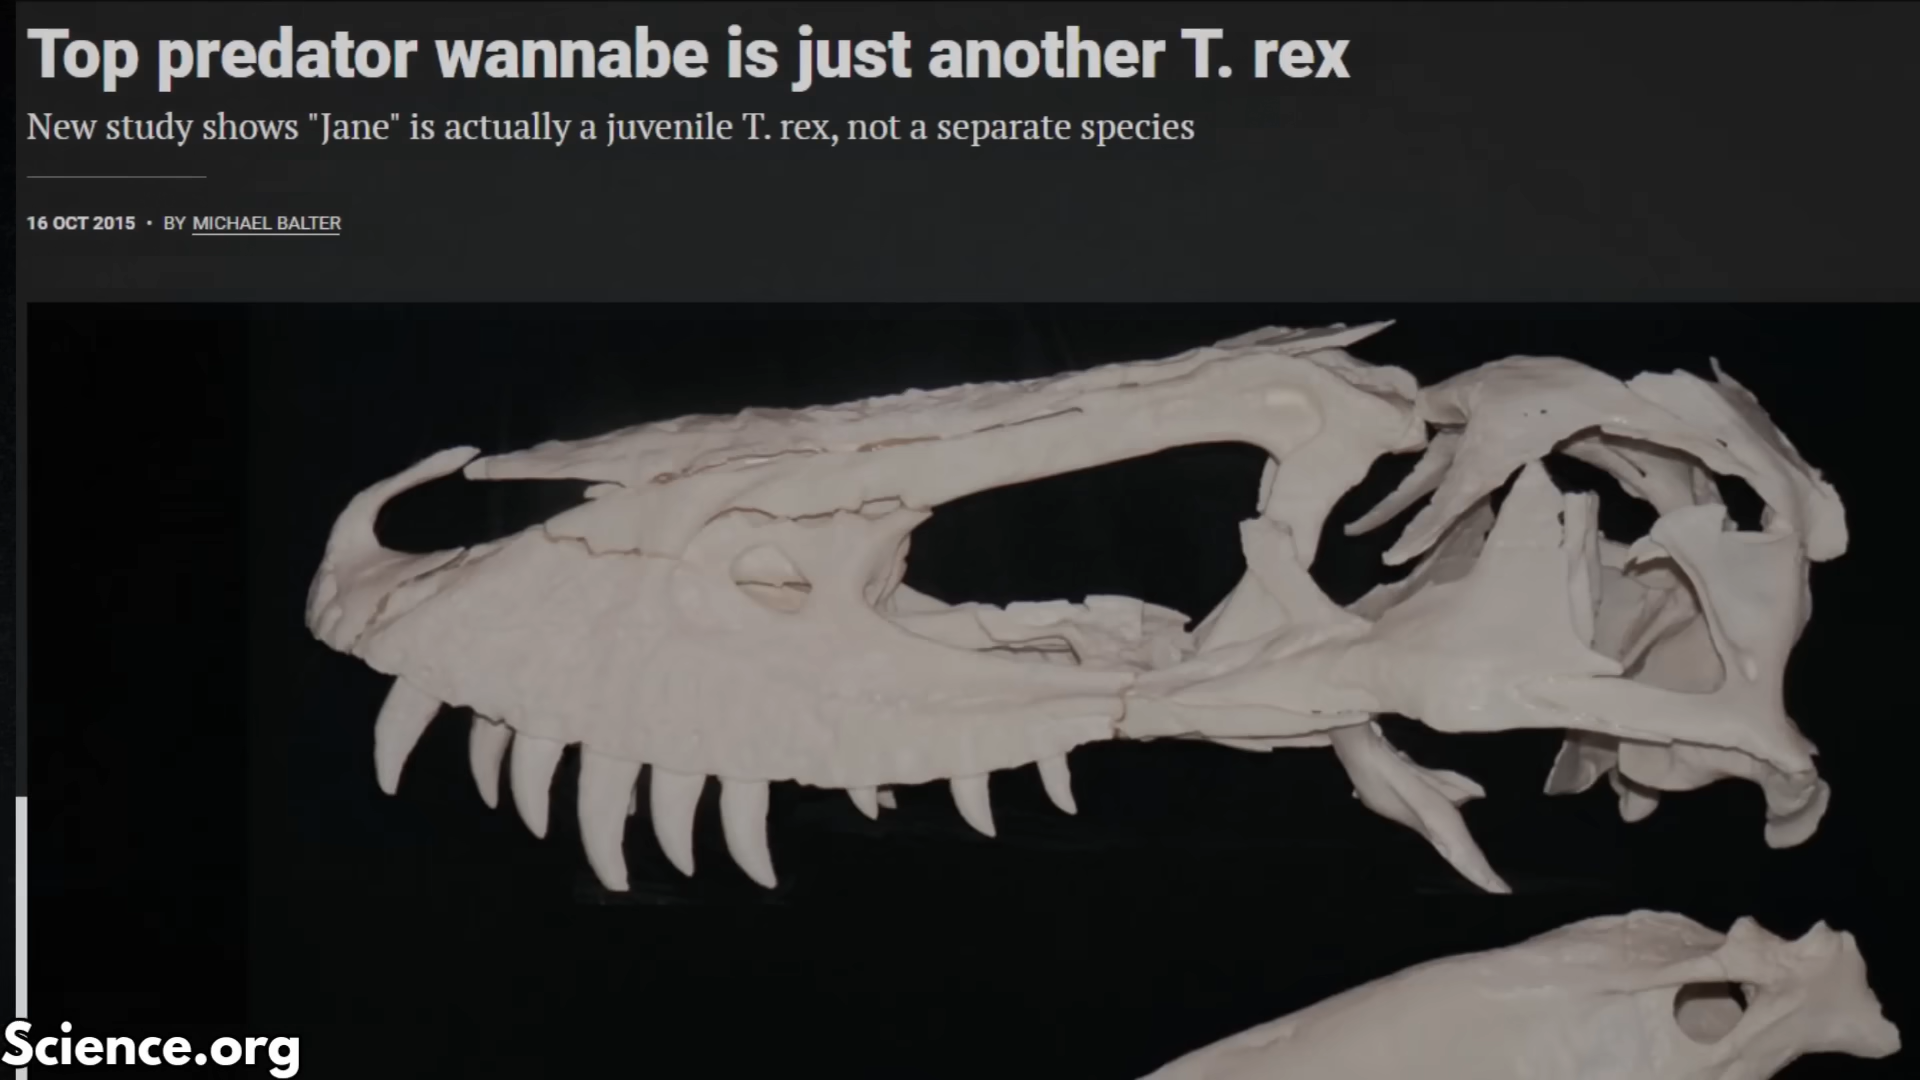 Top predator wannabe is just another T. rex
New study shows "Jane" is actually a juvenile T. rex, not a separate species
16 OCT 2015 • BY MICHAEL BALTER
Science.org